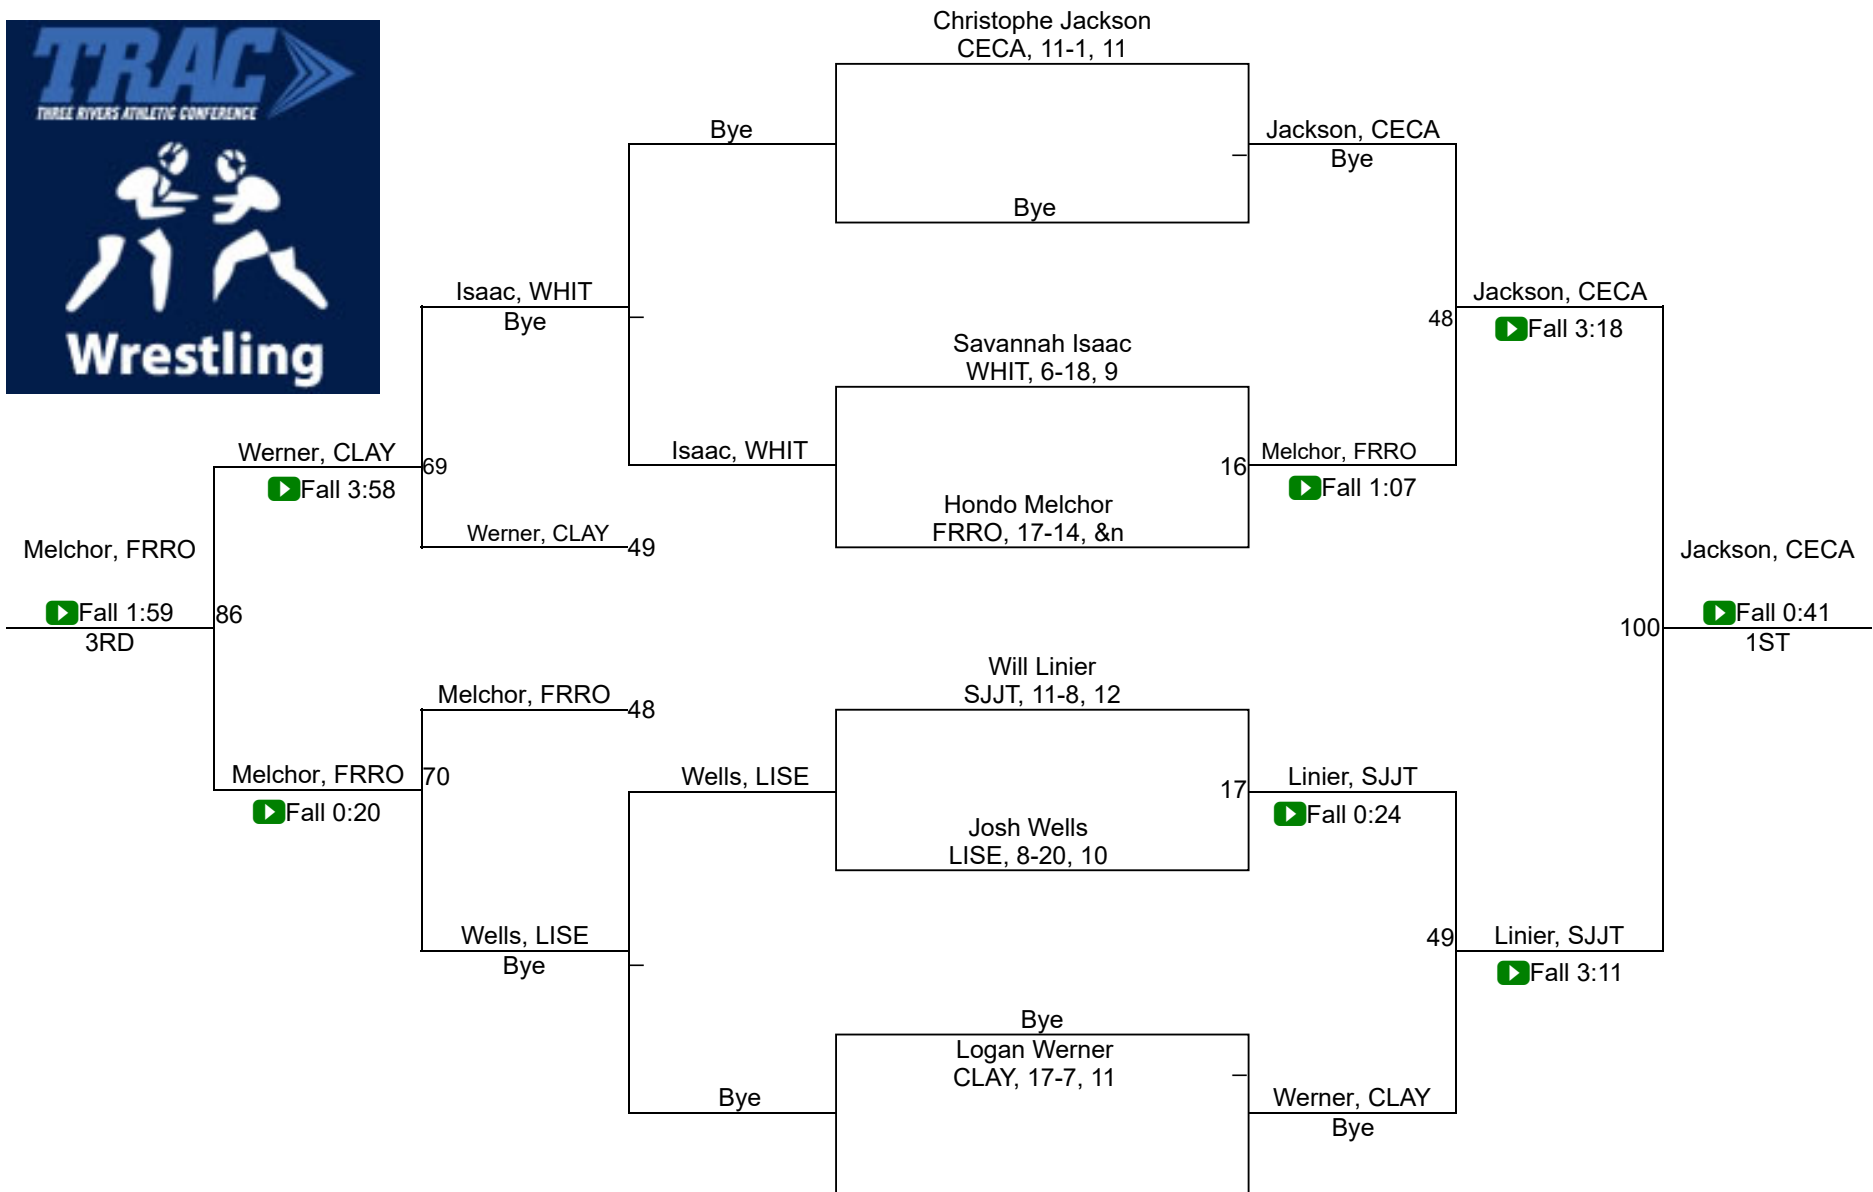 TRAC
THREE RIVERS ATHLETIC CONFERENCE
Wrestling
Christophe Jackson
CECA, 11-1, 11
Bye
Jackson, CECA
Bye
Bye
Isaac, WHIT
Bye
Jackson, CECA
48
Fall 3:18
Savannah Isaac
WHIT, 6-18, 9
Werner, CLAY
69
Fall 3:58
Isaac, WHIT
16
Melchor, FRRO
Fall 1:07
Hondo Melchor
FRRO, 17-14, &n
Werner, CLAY
49
Melchor, FRRO
Fall 1:59
86
3RD
Jackson, CECA
100
Fall 0:41
1ST
Will Linier
SJJT, 11-8, 12
Melchor, FRRO
48
Melchor, FRRO
70
Fall 0:20
Wells, LISE
17
Linier, SJJT
Fall 0:24
Josh Wells
LISE, 8-20, 10
Wells, LISE
Bye
49
Linier, SJJT
Fall 3:11
Bye
Logan Werner
CLAY, 17-7, 11
Bye
Werner, CLAY
Bye